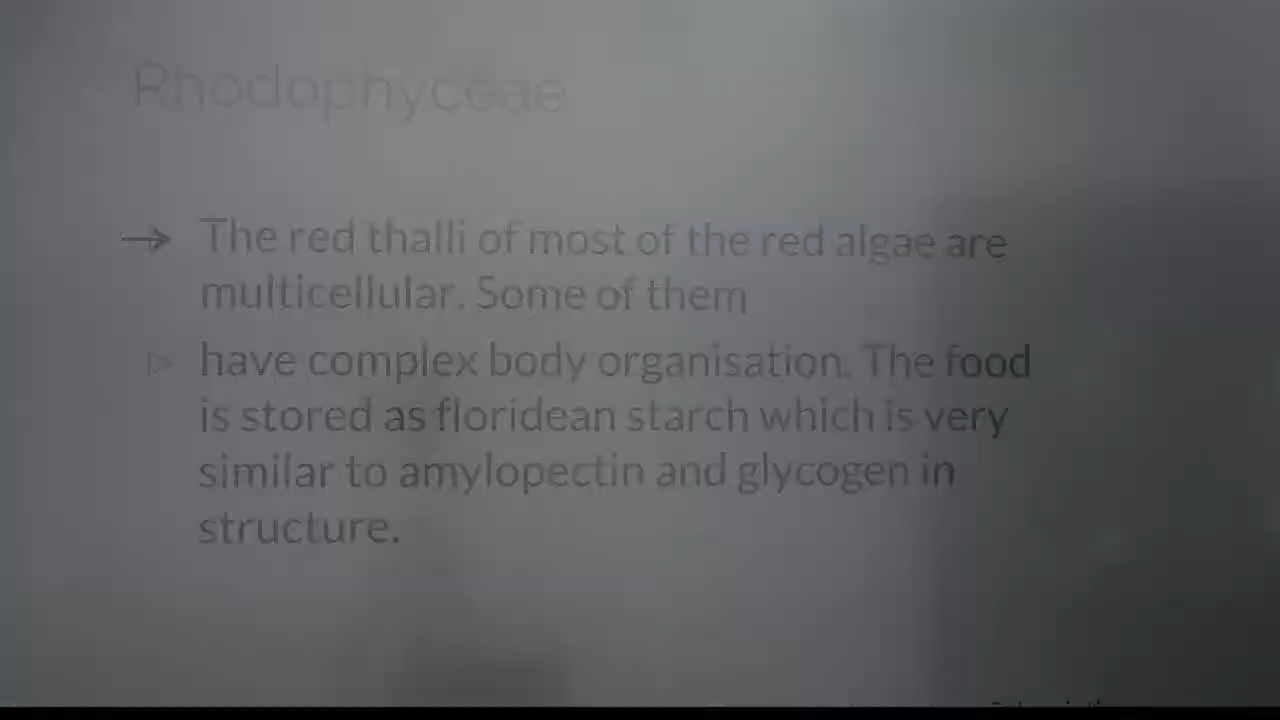 Rhodophyceae
→ The red thalli of most of the red algae are
multicellular. Some of them
▷ have complex body organisation. The food
is stored as floridean starch which is very
similar to amylopectin and glycogen in
structure.